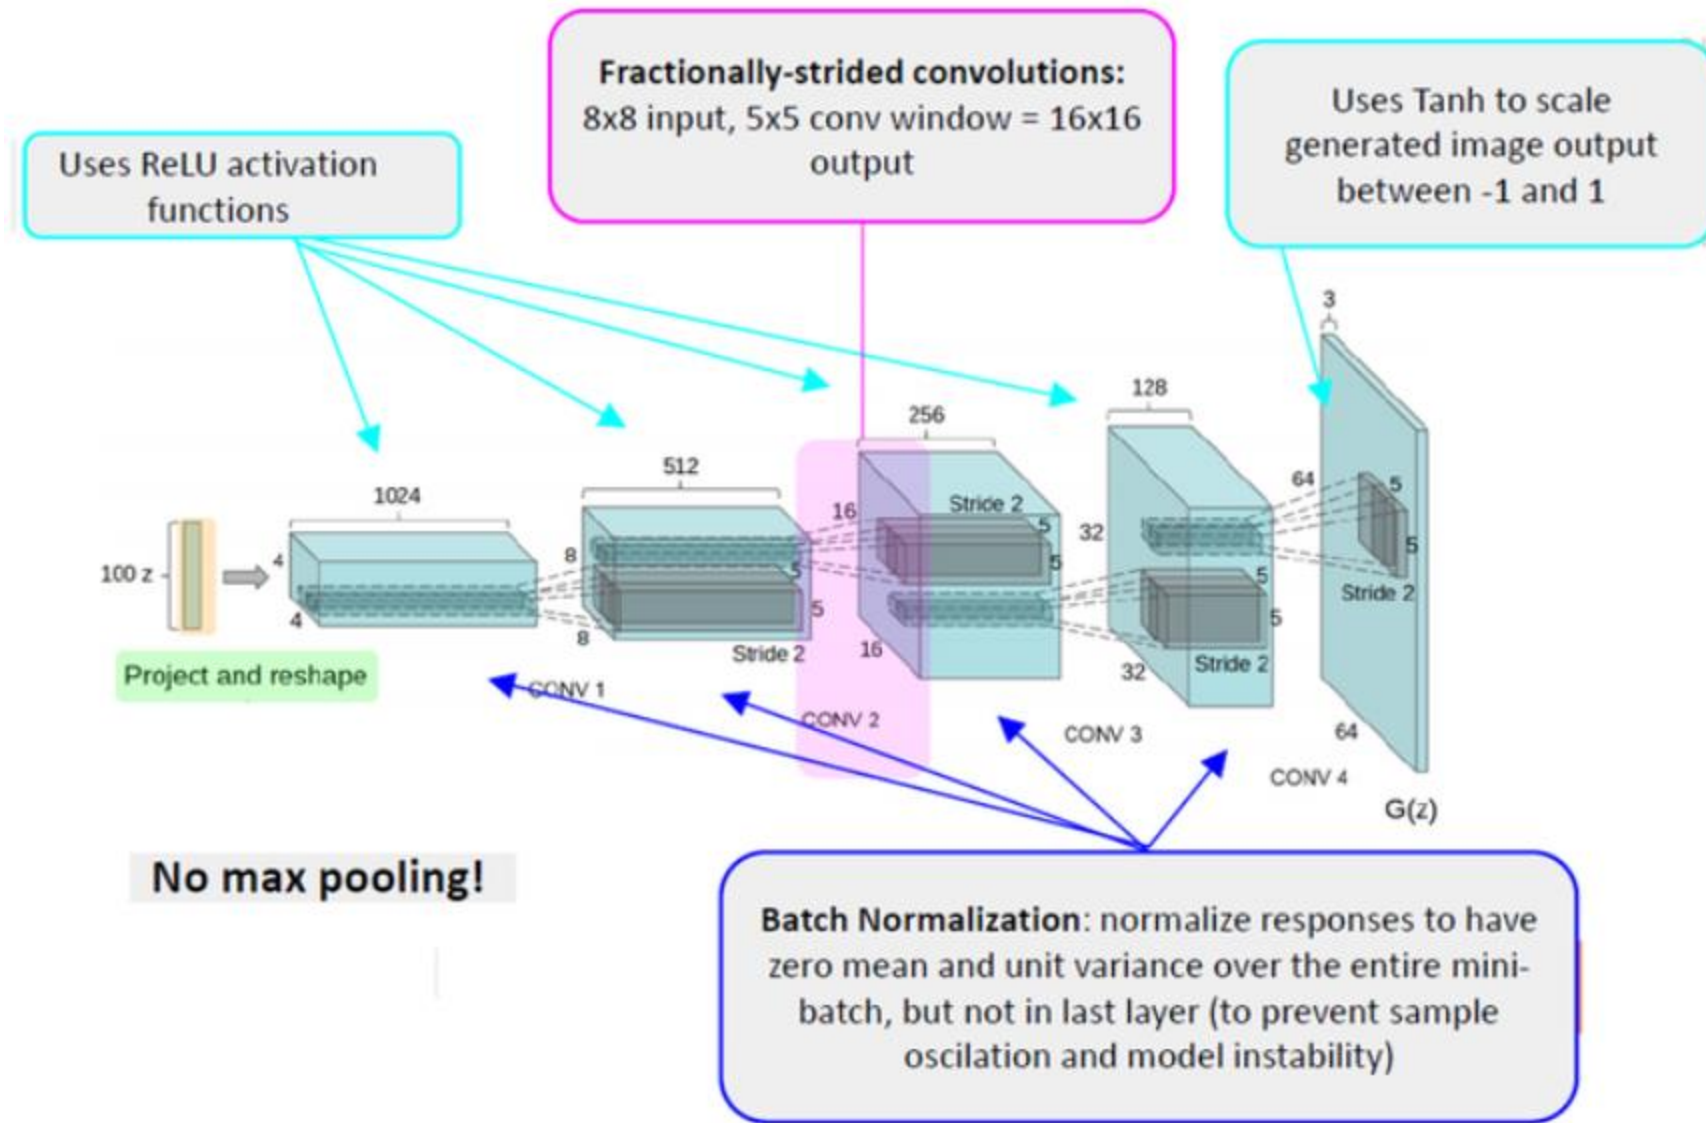 Fractionally-strided convolutions:
8x8 input, 5x5 conv window = 16x16
output
Uses Tanh to scale
generated image output
between -1 and 1
Uses ReLU activation
functions
3
128
256
512
1024
64
5
5
Stride 2
16
Stride 2
5
5
32
8
5
5
Stride 2
4
100 z
4
8
16
5
5
Stride 2
32
64
Project and reshape
CONV 1
CONV 2
CONV 3
CONV 4
G(z)
No max pooling!
Batch Normalization: normalize responses to have
zero mean and unit variance over the entire mini-
batch, but not in last layer (to prevent sample
oscilation and model instability)